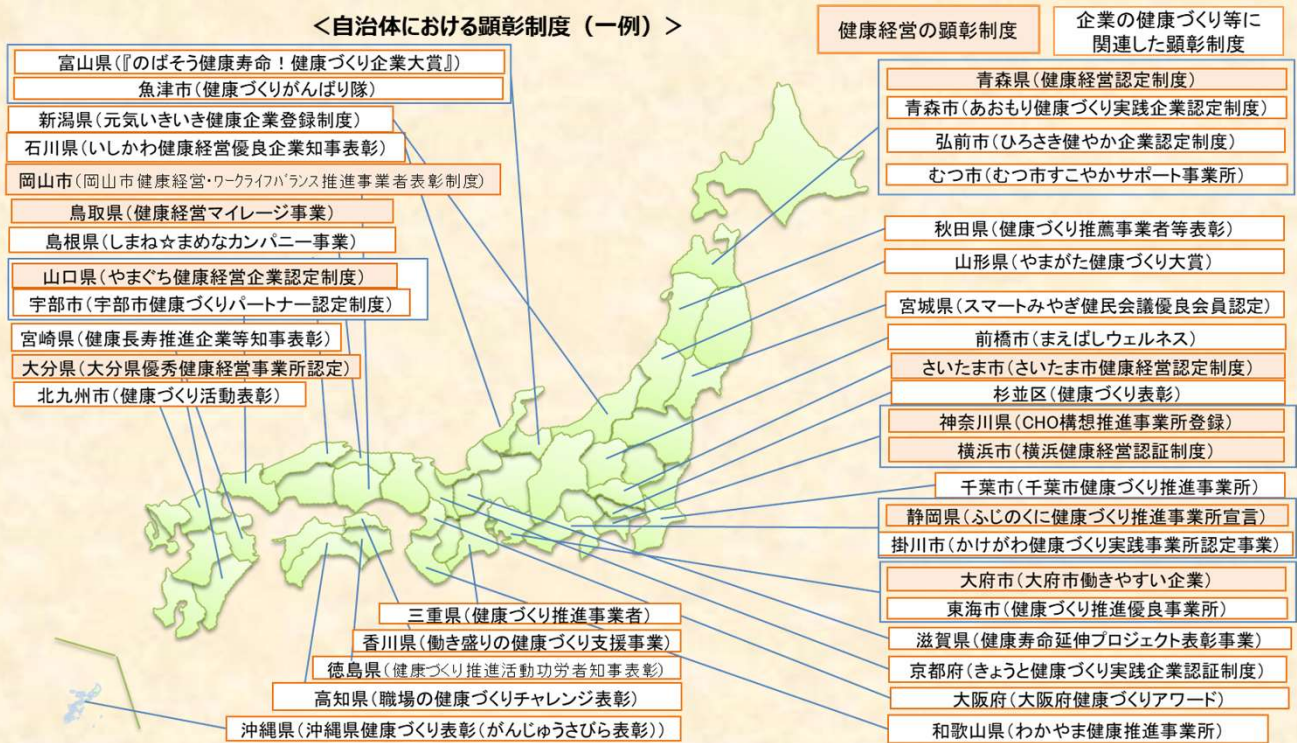 ＜自治体における顕彰制度（一例）＞
健康経営の顕彰制度
企業の健康づくり等に
関連した顕彰制度
富山県（『のばそう健康寿命！健康づくり企業大賞』）
魚津市（健康づくりがんばり隊）
新潟県（元気いきいき健康企業登録制度）
石川県（いしかわ健康経営優良企業知事表彰）
岡山市（岡山市健康経営・ワークライフバランス推進事業者表彰制度）
鳥取県（健康経営マイレージ事業）
島根県（しまね☆まめなカンパニー事業）
山口県（やまぐち健康経営企業認定制度）
宇部市（宇部市健康づくりパートナー認定制度）
宮崎県（健康長寿推進企業等知事表彰）
大分県（大分県優秀健康経営事業所認定）
北九州市（健康づくり活動表彰）
青森県（健康経営認定制度）
青森市（あおもり健康づくり実践企業認定制度）
弘前市（ひろさき健やか企業認定制度）
むつ市（むつ市すこやかサポート事業所）
秋田県（健康づくり推薦事業者等表彰）
山形県（やまがた健康づくり大賞）
宮城県（スマートみやぎ健民会議優良会員認定）
前橋市（まえばしウェルネス）
さいたま市（さいたま市健康経営認定制度）
杉並区（健康づくり表彰）
神奈川県（CHO構想推進事業所登録）
横浜市（横浜健康経営認証制度）
千葉市（千葉市健康づくり推進事業所）
静岡県（ふじのくに健康づくり推進事業所宣言）
掛川市（かけがわ健康づくり実践事業所認定事業）
大府市（大府市働きやすい企業）
東海市（健康づくり推進優良事業所）
滋賀県（健康寿命延伸プロジェクト表彰事業）
京都府（きょうと健康づくり実践企業認証制度）
大阪府（大阪府健康づくりアワード）
和歌山県（わかやま健康推進事業所）
三重県（健康づくり推進事業者）
香川県（働き盛りの健康づくり支援事業）
徳島県（健康づくり推進活動功労者知事表彰）
高知県（職場の健康づくりチャレンジ表彰）
沖縄県（沖縄県健康づくり表彰（がんじゅうさびら表彰））